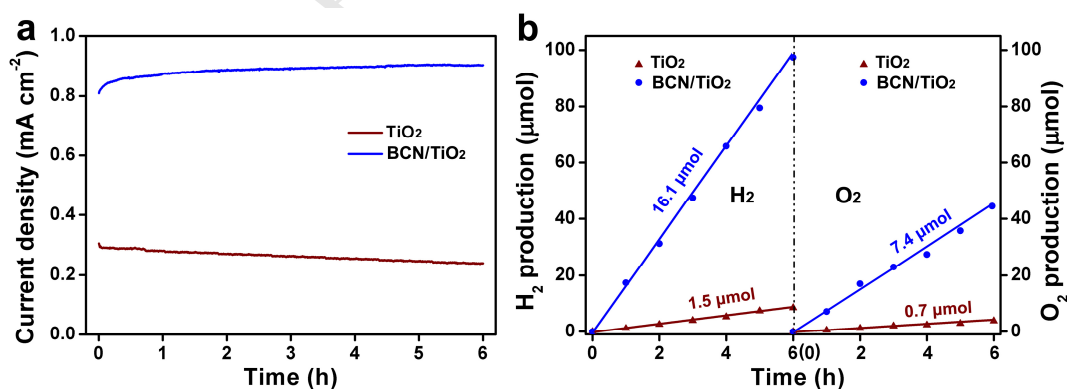 a
Current density (mA cm-2)
1.0
0.8
0.6
0.4
0.2
0.0
TiO2
BCN/TiO2
0 1 2 3 4 5 6
Time (h)
b
H2 production (μmol)
100
80
60
40
20
0
TiO2
BCN/TiO2
16.1 μmol
H2
1.5 μmol
TiO2
BCN/TiO2
O2
7.4 μmol
0.7 μmol
100
80
60
40
20
0
O2 production (μmol)
0 2 4 6(0) 2 4 6
Time (h)